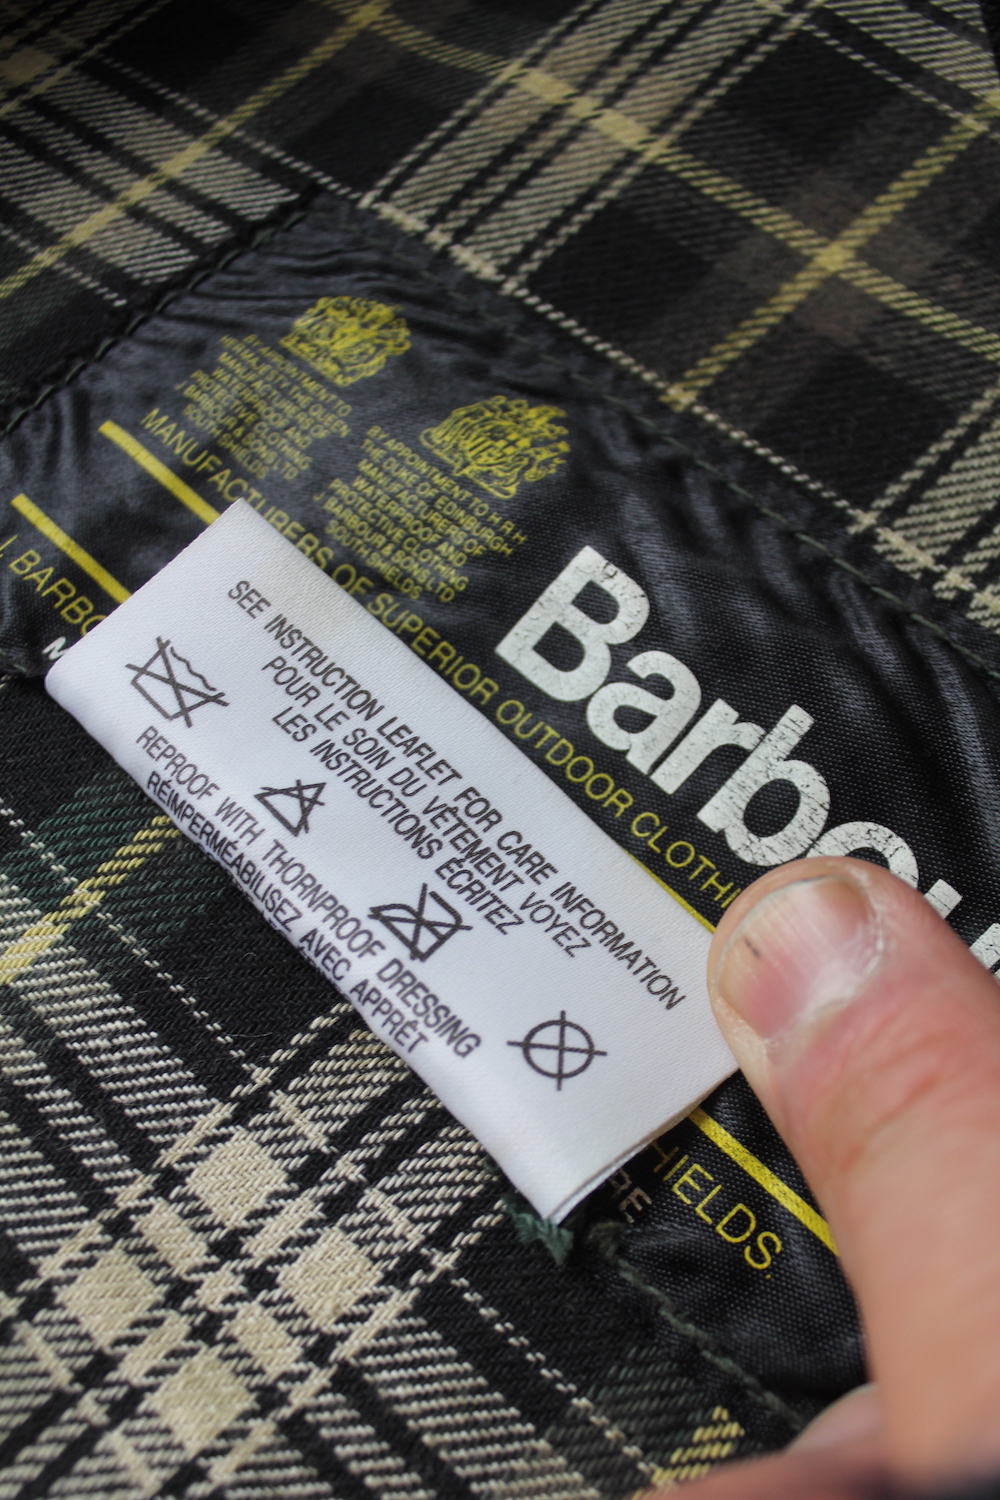 BY APPOINTMENT TO
HER MAJESTY THE QUEEN
MANUFACTURERS OF
WATERPROOF AND
PROTECTIVE CLOTHING
J BARBOUR & SONS LTD
SOUTH SHIELDS
BY APPOINTMENT TO H.R.H.
THE DUKE OF EDINBURGH
MANUFACTURERS OF
WATERPROOF AND
PROTECTIVE CLOTHING
J BARBOUR & SONS LTD
SOUTH SHIELDS
Barbou
MANUFACTURERS OF SUPERIOR OUTDOOR CLOTHI
J. BARBO
HIELDS.
M
RE
SEE INSTRUCTION LEAFLET FOR CARE INFORMATION
POUR LE SOIN DU VÊTEMENT VOYEZ
LES INSTRUCTIONS ÉCRITEZ
REPROOF WITH THORNPROOF DRESSING
RÉIMPERMÉABILISEZ AVEC APPRÊT